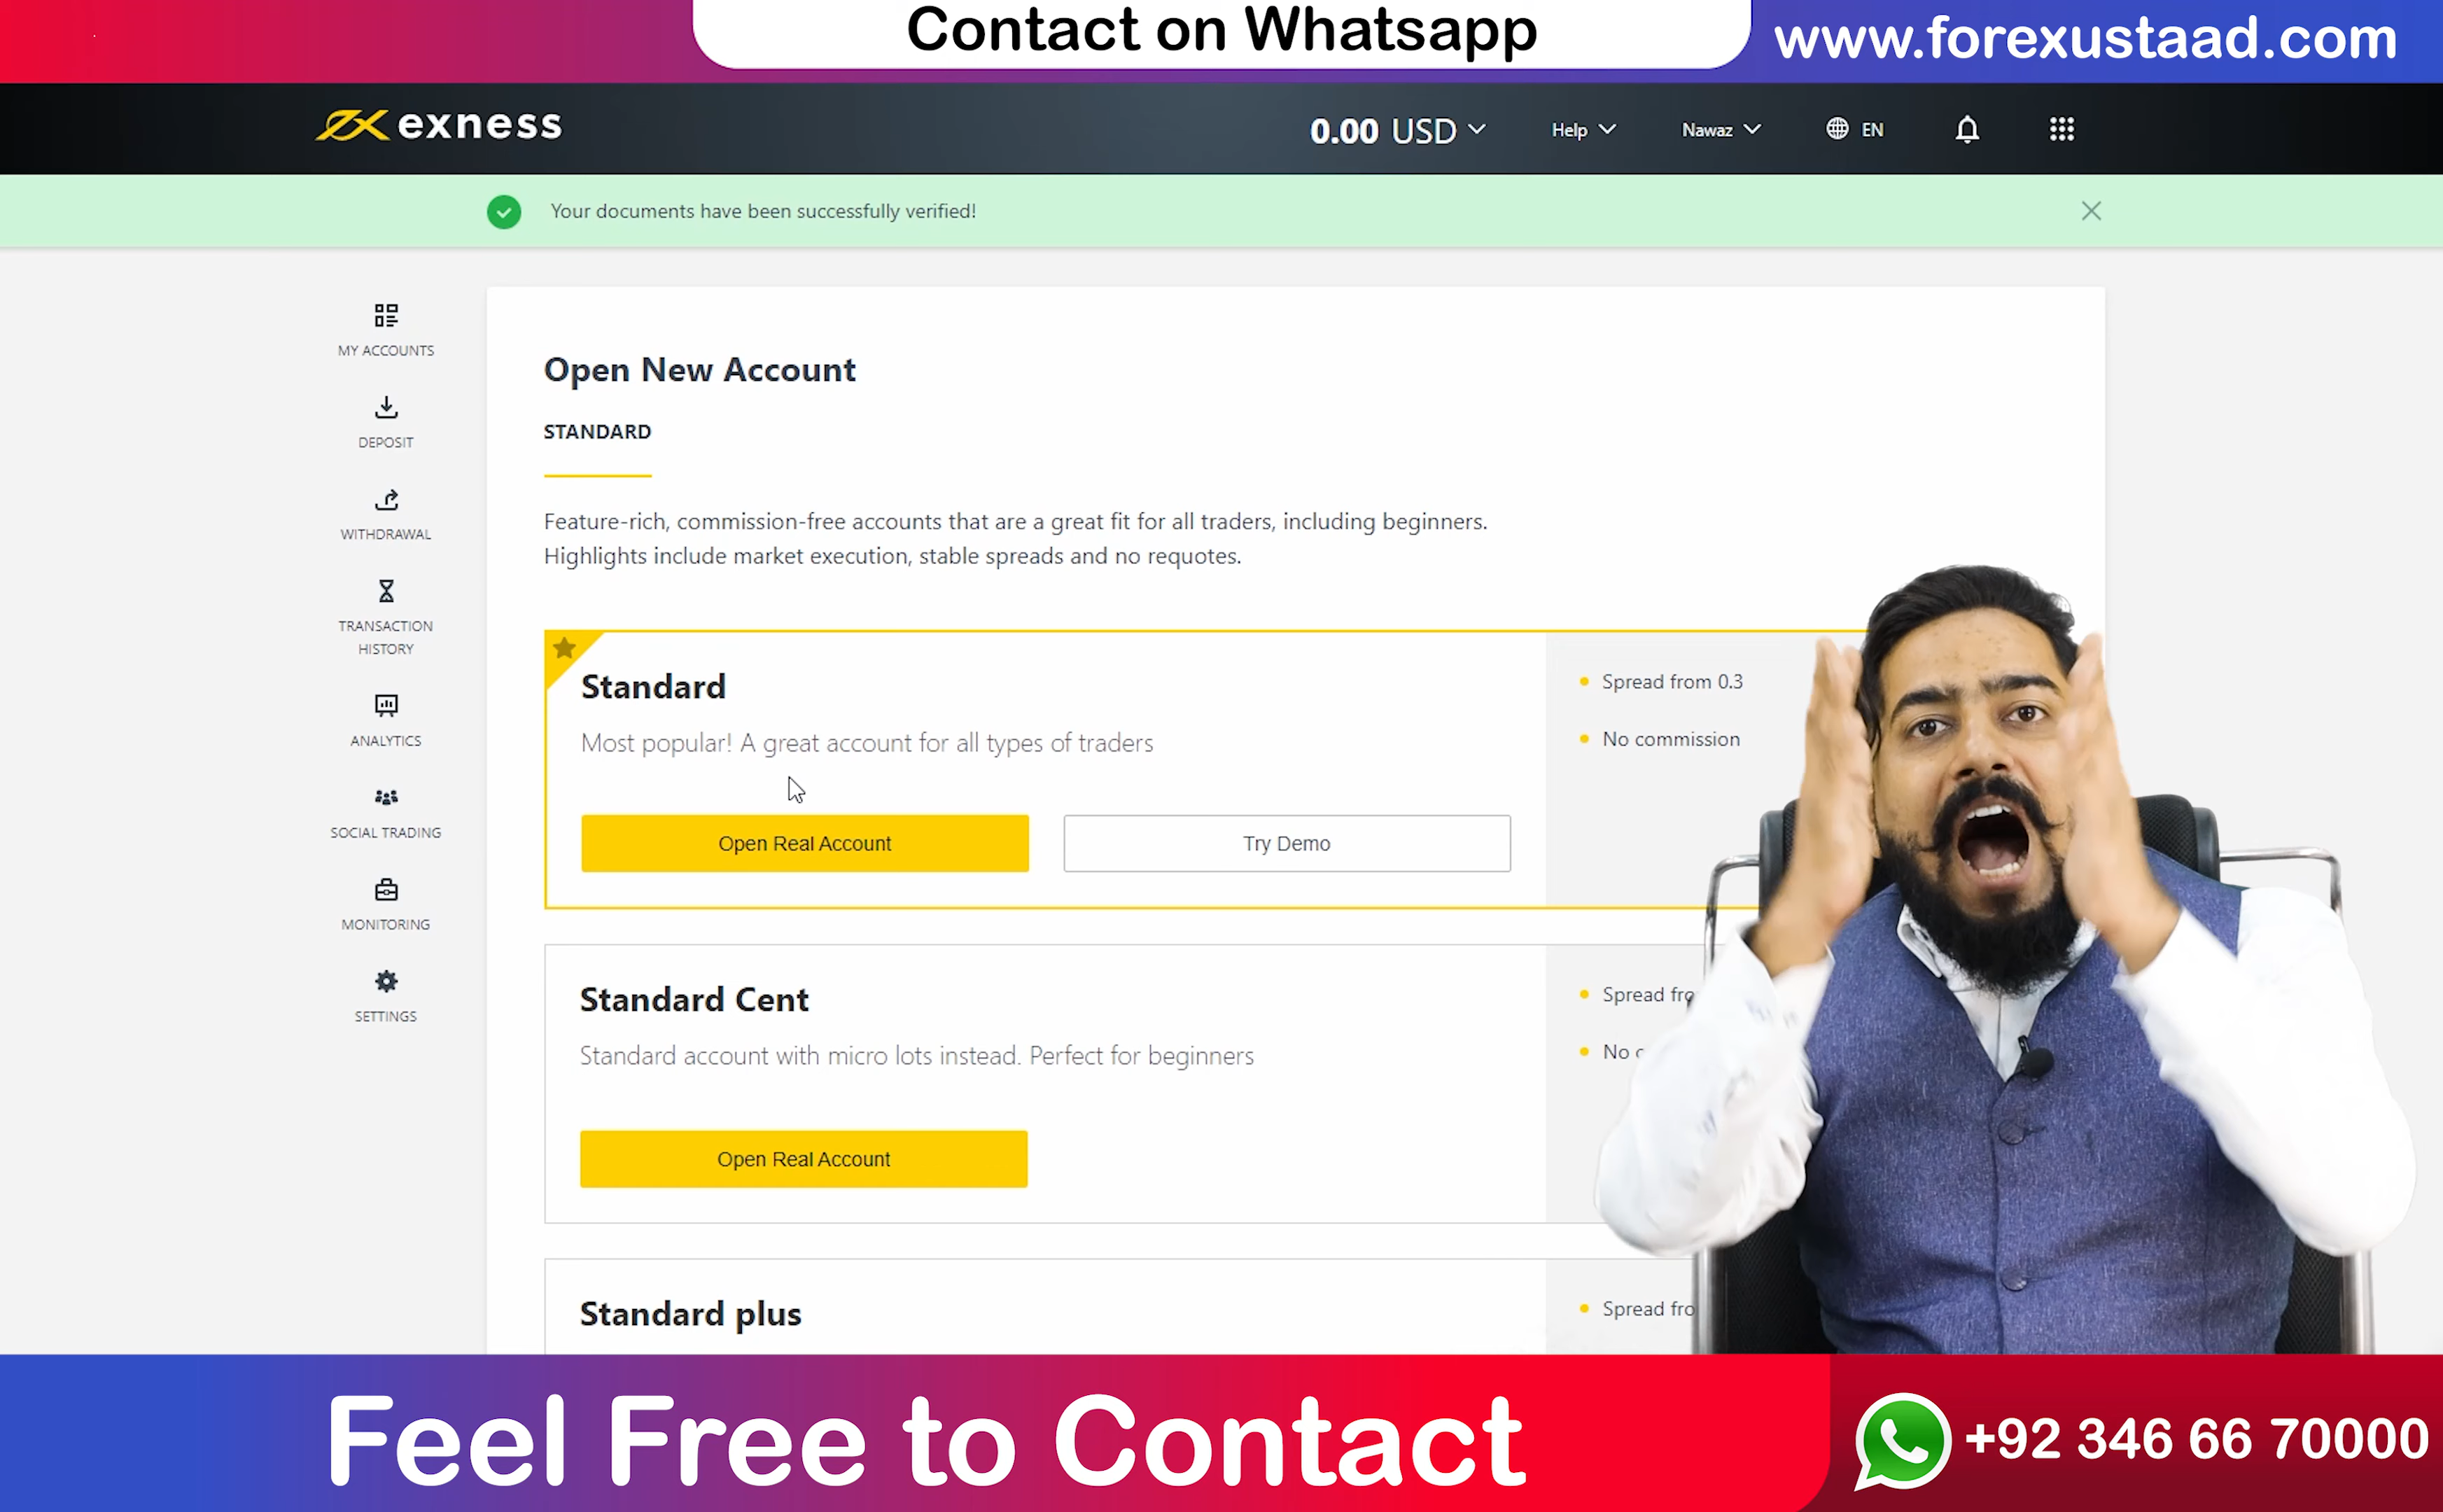 Contact on Whatsapp
www.forexustaad.com
exness
0.00 USD
Help
Nawaz
EN
Your documents have been successfully verified!
MY ACCOUNTS
DEPOSIT
WITHDRAWAL
TRANSACTION
HISTORY
ANALYTICS
SOCIAL TRADING
MONITORING
SETTINGS
Open New Account
STANDARD
Feature-rich, commission-free accounts that are a great fit for all traders, including beginners.
Highlights include market execution, stable spreads and no requotes.
Standard
Most popular! A great account for all types of traders
Open Real Account
Try Demo
Spread from 0.3
No commission
Standard Cent
Standard account with micro lots instead. Perfect for beginners
Open Real Account
Spread
No
Standard plus
Spread
Feel Free to Contact
+92 346 66 70000